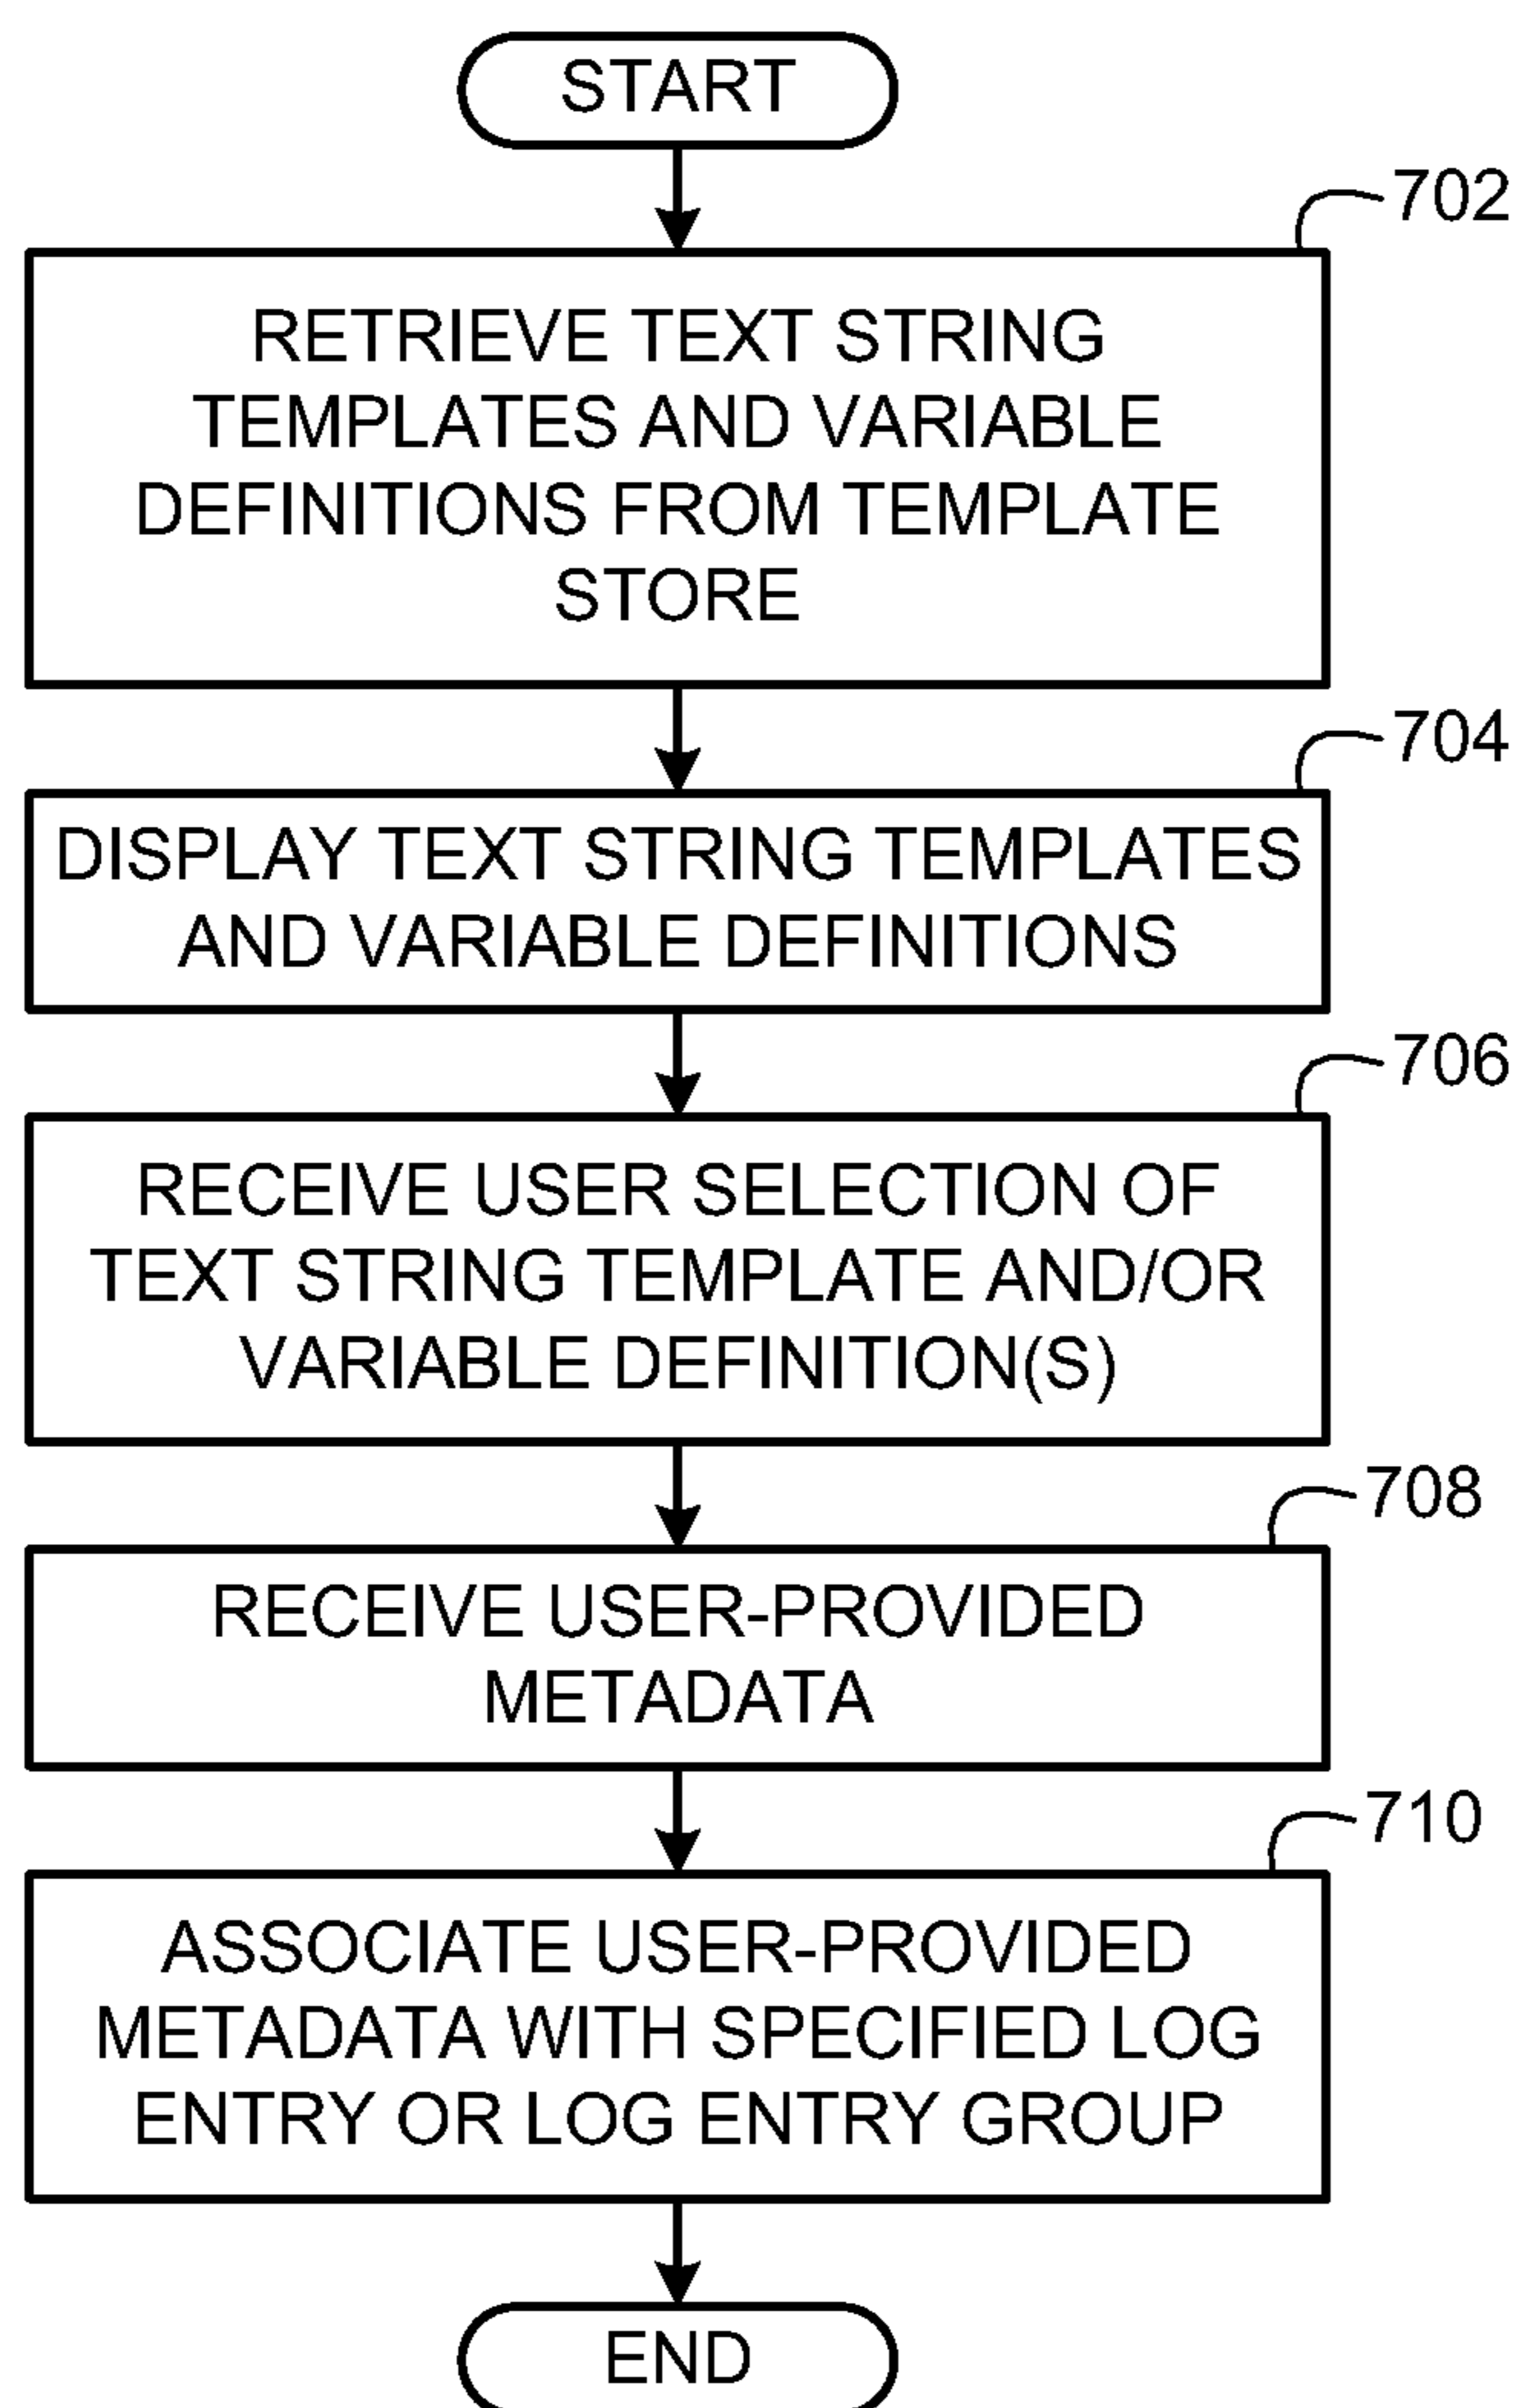 START
702
RETRIEVE TEXT STRING
TEMPLATES AND VARIABLE
DEFINITIONS FROM TEMPLATE
STORE
704
DISPLAY TEXT STRING TEMPLATES
AND VARIABLE DEFINITIONS
706
RECEIVE USER SELECTION OF
TEXT STRING TEMPLATE AND/OR
VARIABLE DEFINITION(S)
708
RECEIVE USER-PROVIDED
METADATA
710
ASSOCIATE USER-PROVIDED
METADATA WITH SPECIFIED LOG
ENTRY OR LOG ENTRY GROUP
END